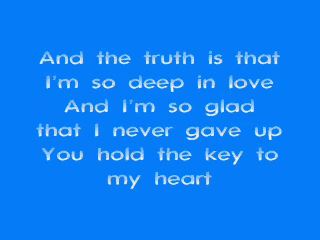 And the truth is that
I'm so deep in love
And I'm so glad
that I never gave up
You hold the key to
my heart